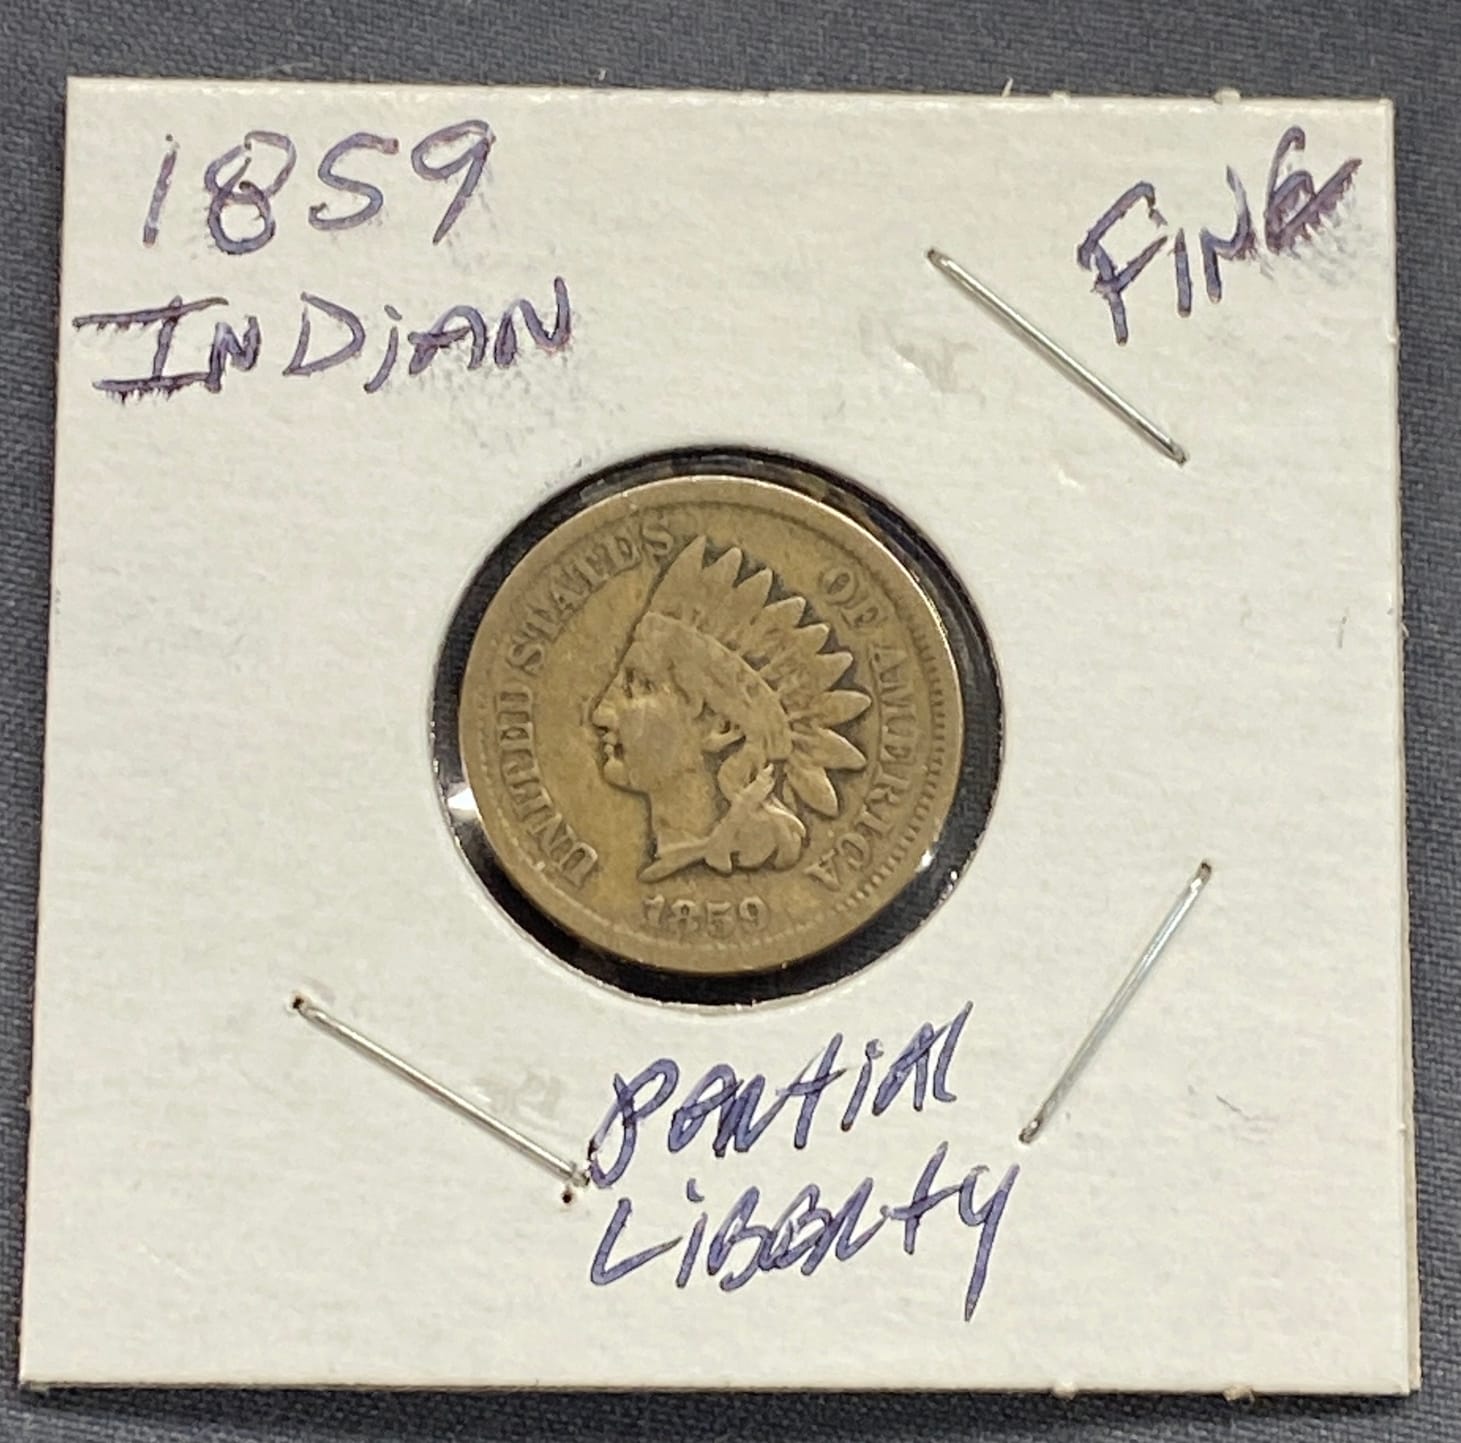 1859
INDiAN
FINE
UNITED STATES OF AMERICA
1859
PARtiAl
LiBERty